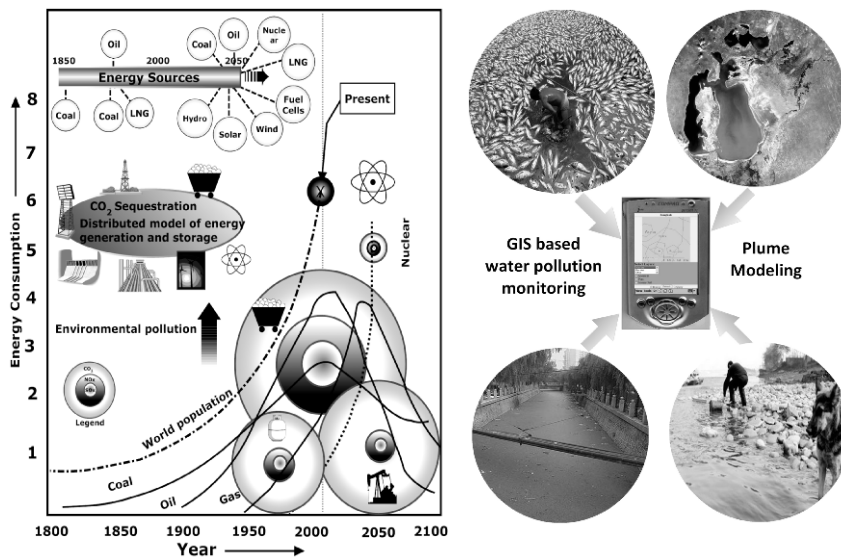 1850
Oil
2000
Coal
Oil
2050
Nucle
ar
LNG
Energy Sources
Fuel
Cells
Coal
Coal
LNG
Hydro
Solar
Wind
Present
Energy Consumption
8
7
6
5
4
3
2
1
CO2 Sequestration
Distributed model of energy
generation and storage
Nuclear
Environmental pollution
CO2
NOx
Legend
World population
Coal
Oil
Gas
1800
1850
1900
1950
2000
2050
2100
Year
GIS based
water pollution
monitoring
Plume
Modeling